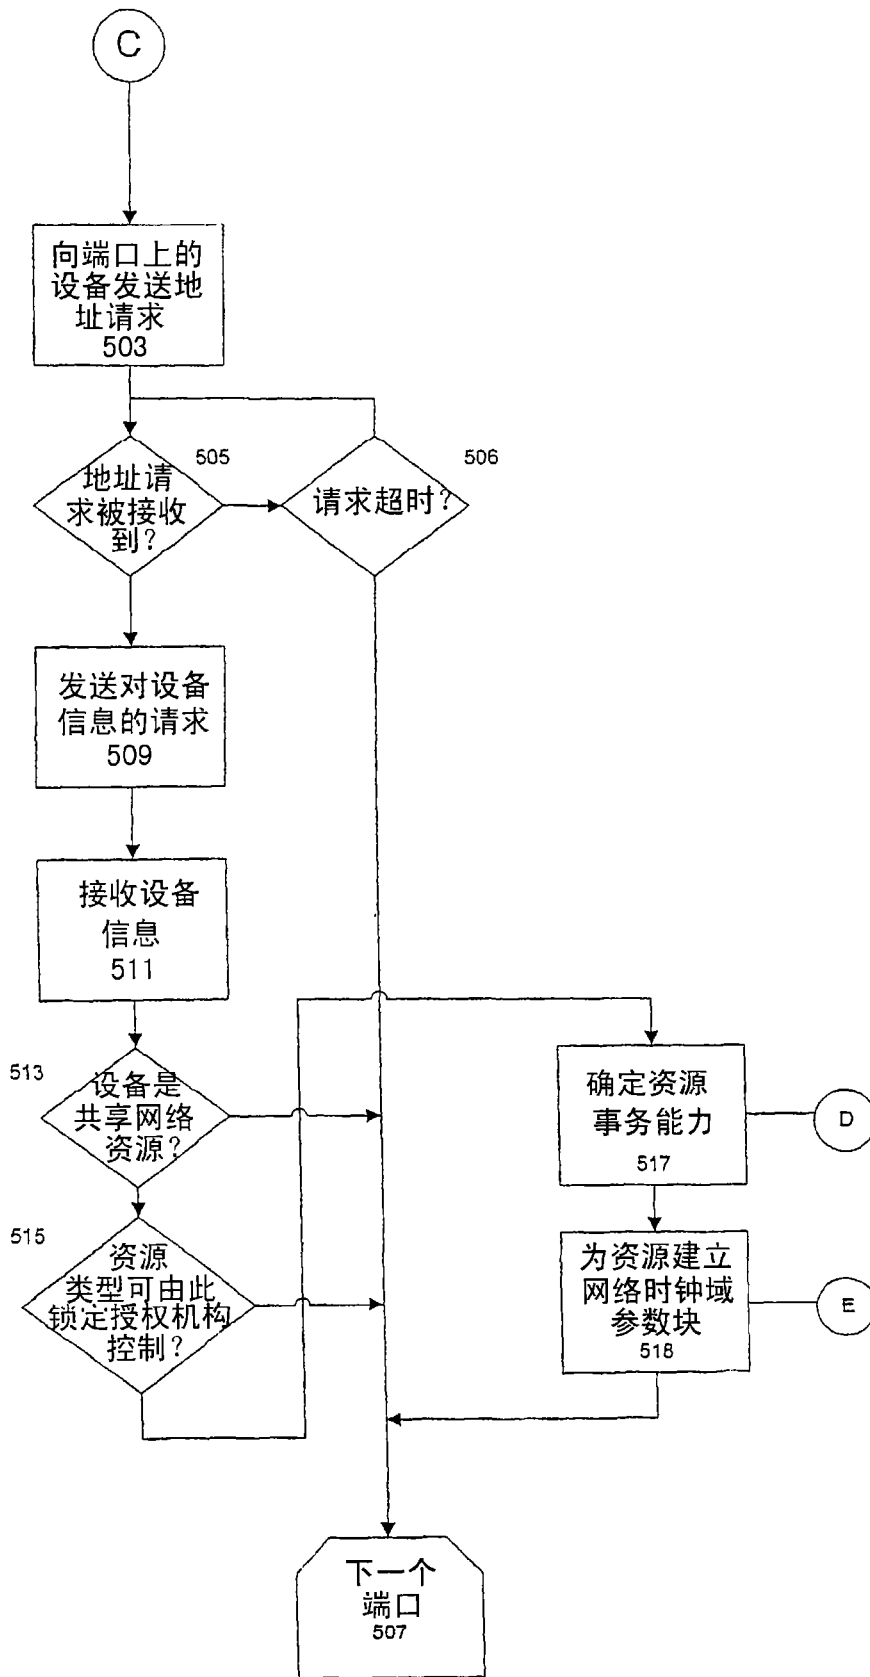 C
向端口上的
设备发送地
址请求
503
505
地址请
求被接收
到?
506
请求超时?
发送对设备
信息的请求
509
接收设备
信息
511
513
设备是
共享网络
资源?
确定资源
事务能力
517
D
515
资源
类型可由此
锁定授权机构
控制?
为资源建立
网络时钟域
参数块
518
E
下一个
端口
507